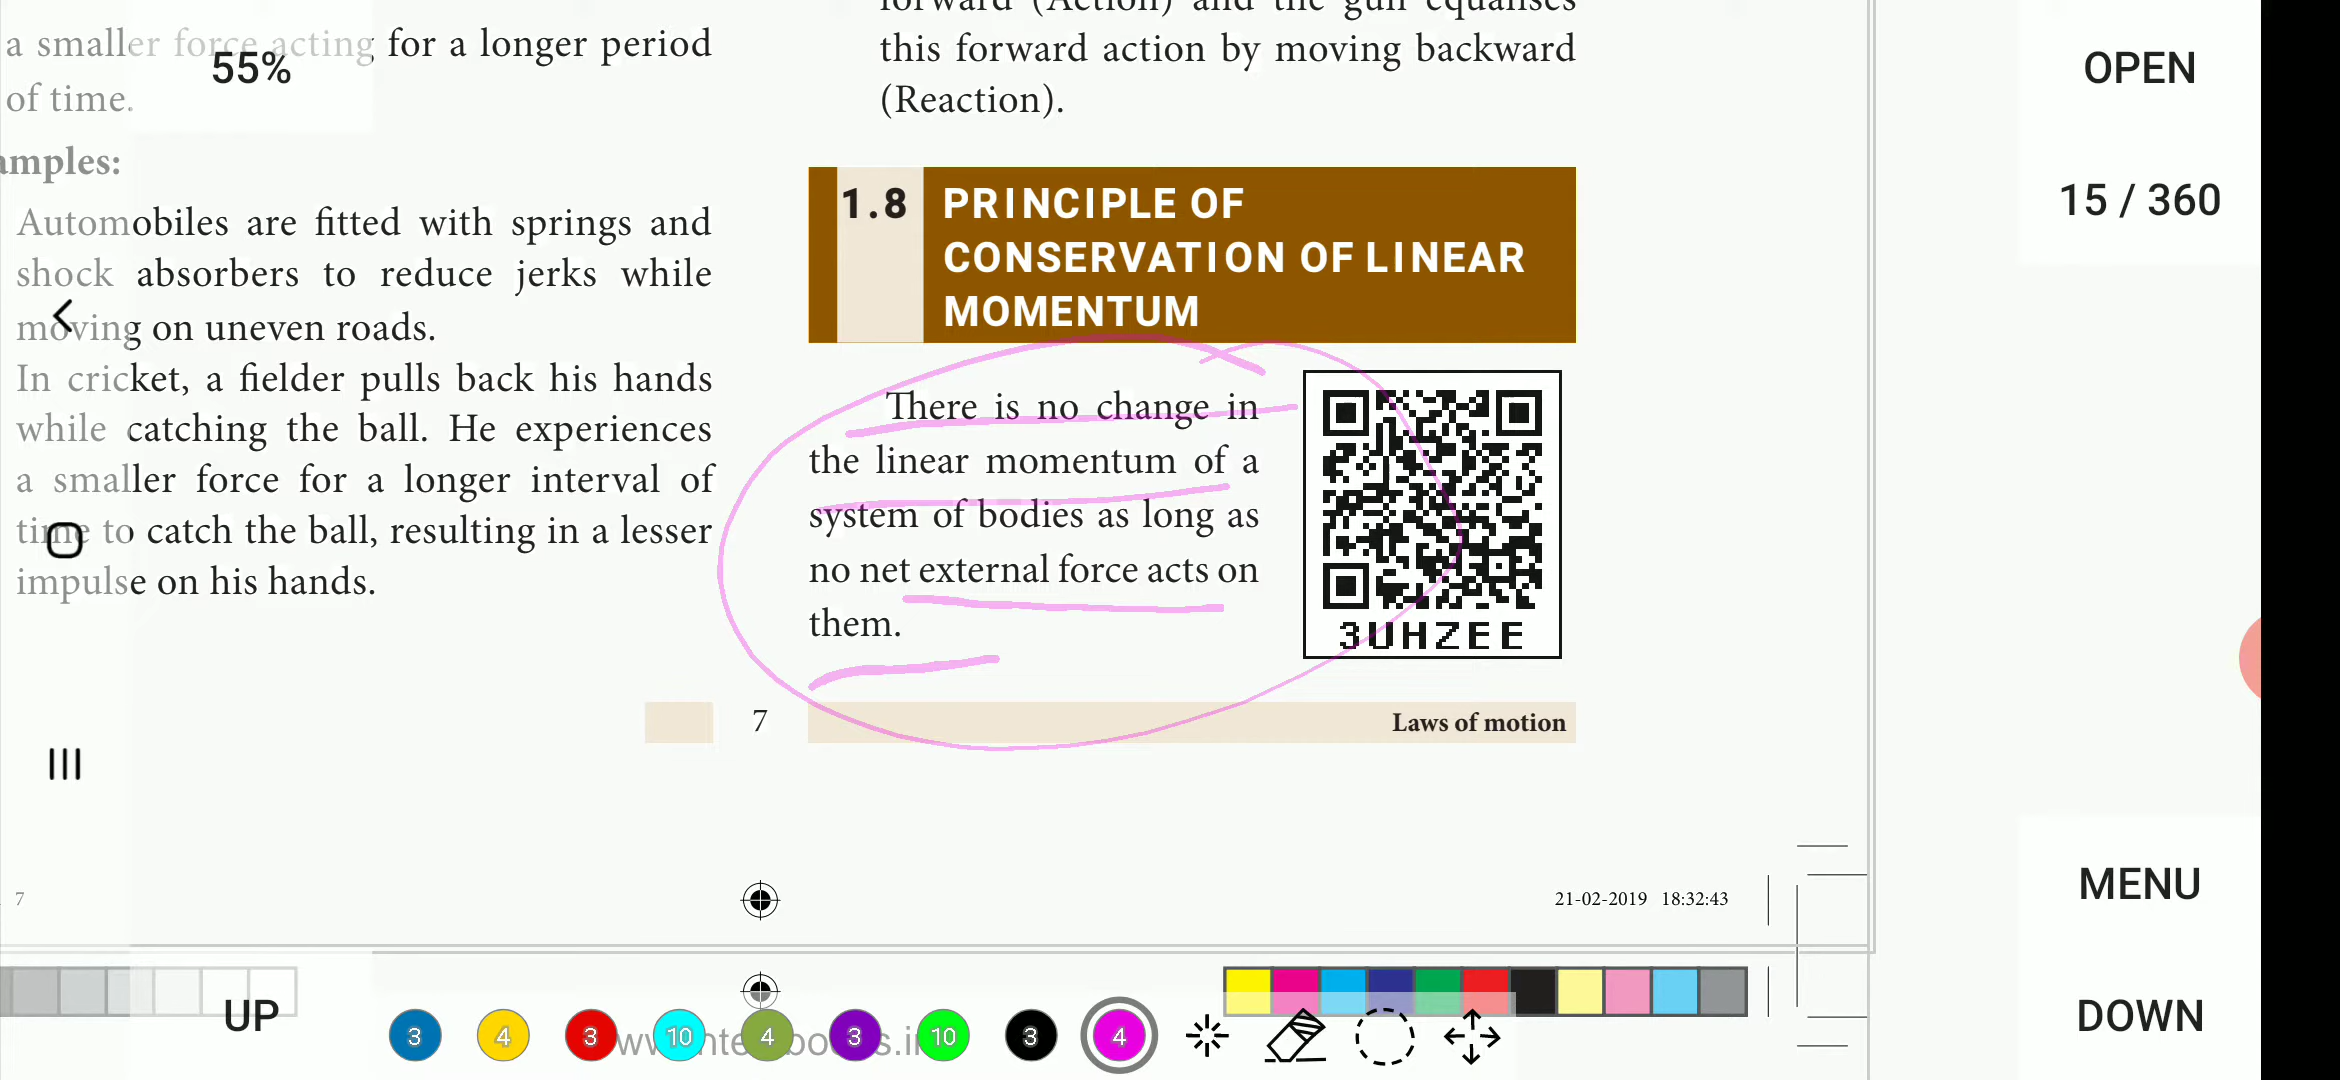 a smaller force acting for a longer period
of time.
amples:
Automobiles are fitted with springs and
shock absorbers to reduce jerks while
moving on uneven roads.
In cricket, a fielder pulls back his hands
while catching the ball. He experiences
a smaller force for a longer interval of
time to catch the ball, resulting in a lesser
impulse on his hands.
forward (Action) and the gun equalises
this forward action by moving backward
(Reaction).
1.8 PRINCIPLE OF
CONSERVATION OF LINEAR
MOMENTUM
There is no change in
the linear momentum of a
system of bodies as long as
no net external force acts on
them.
3UHZEE
7
Laws of motion
7
21-02-2019 18:32:43
55%
OPEN
15 / 360
MENU
DOWN
UP
3 4 3 10 4 3 10 3 4